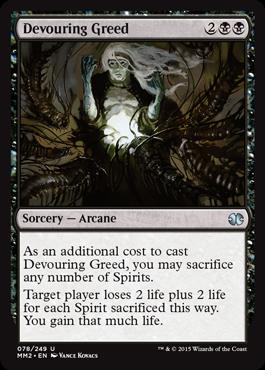 Devouring Greed 2
Sorcery — Arcane
As an additional cost to cast
Devouring Greed, you may sacrifice
any number of Spirits.
Target player loses 2 life plus 2 life
for each Spirit sacrificed this way.
You gain that much life.
078/249 U
MM2 • EN Vance Kovacs ™ & © 2015 Wizards of the Coast